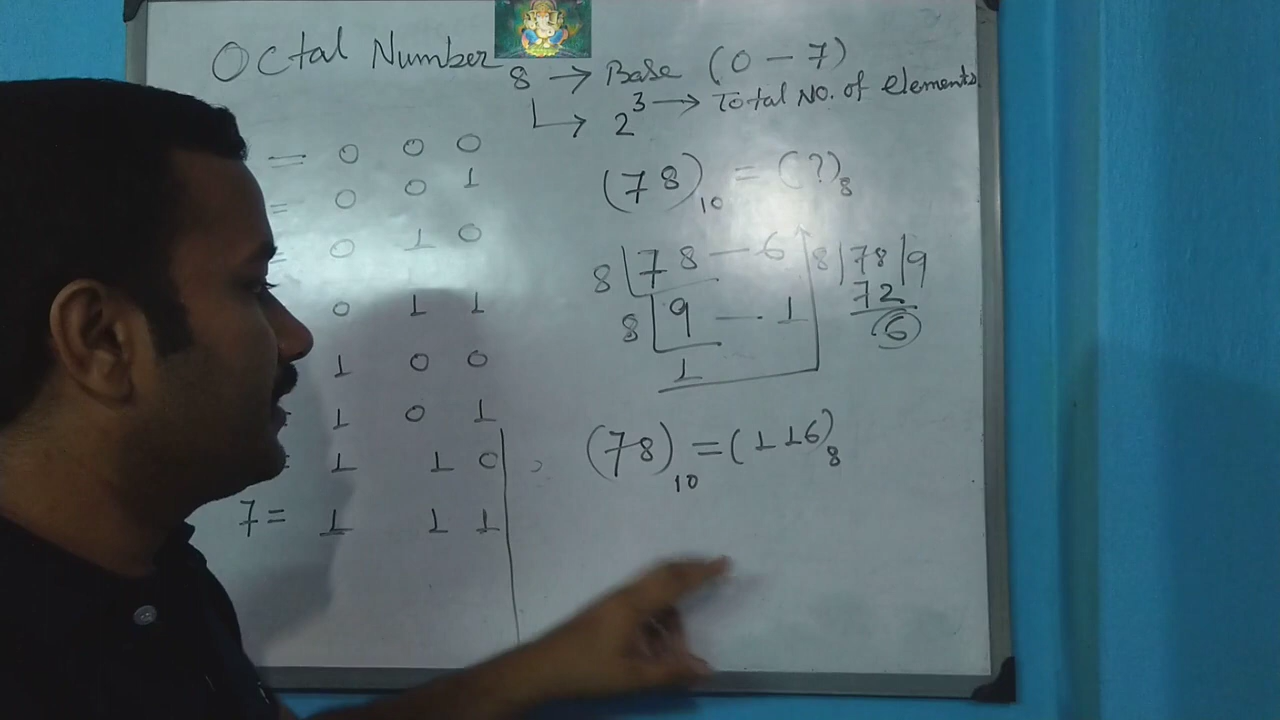 Octal Number
8 → Base (0 - 7)
↳ 2³ → Total No. of elements
= 0 0 0
= 0 0 1
= 0 1 0
0 1 1
1 0 0
1 0 1
1 1 0
7 = 1 1 1
(78)₁₀ = (?)₈
8 | 78 — 6
8 | 9 — 1
1
8 | 78 | 9
72
6
(78)₁₀ = (116)₈